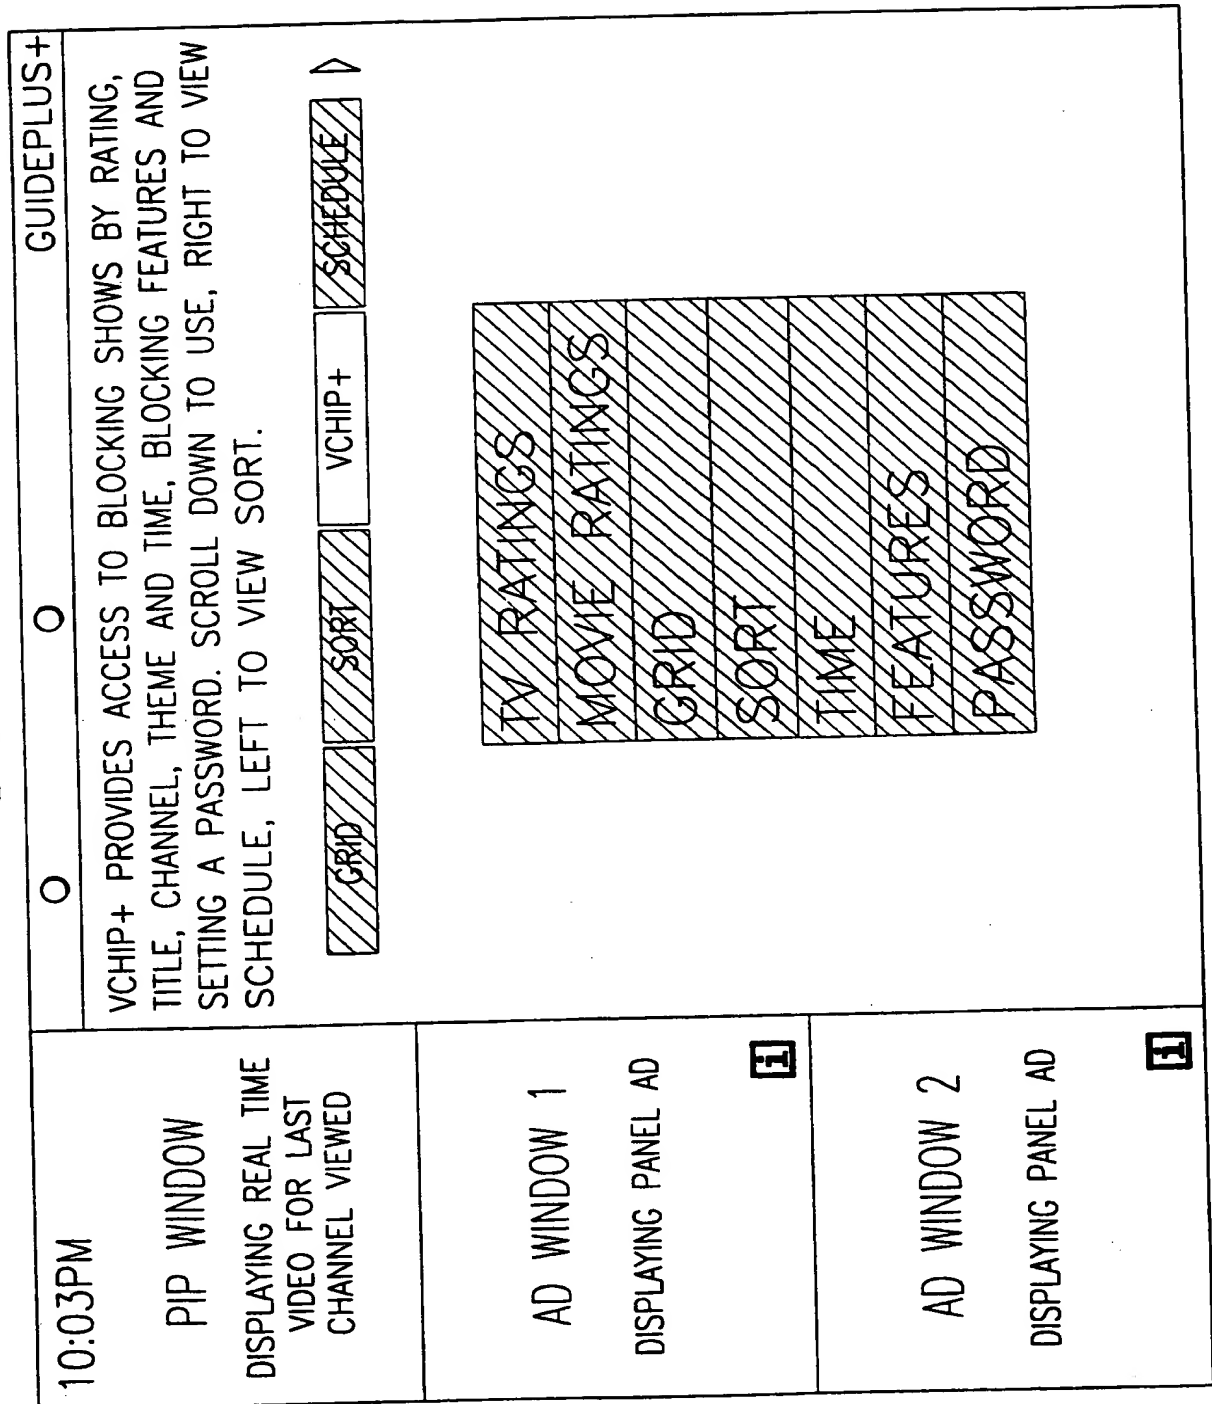 10:03PM
GUIDEPLUS+
PIP WINDOW
DISPLAYING REAL TIME
VIDEO FOR LAST
CHANNEL VIEWED
AD WINDOW 1
DISPLAYING PANEL AD
i
AD WINDOW 2
DISPLAYING PANEL AD
i
VCHIP+ PROVIDES ACCESS TO BLOCKING SHOWS BY RATING,
TITLE, CHANNEL, THEME AND TIME, BLOCKING FEATURES AND
SETTING A PASSWORD. SCROLL DOWN TO USE, RIGHT TO VIEW
SCHEDULE, LEFT TO VIEW SORT.
GRID SORT VCHIP+ SCHEDULE
TV RATINGS
MOVIE RATINGS
GRID
SORT
TIME
FEATURES
PASSWORD